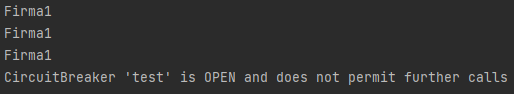 Firma1
Firma1
Firma1
CircuitBreaker 'test' is OPEN and does not permit further calls